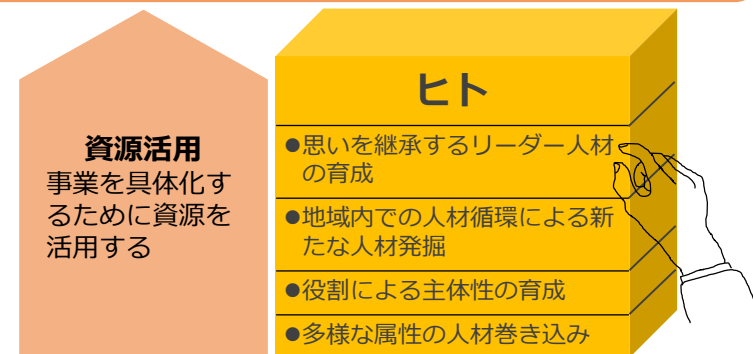 資源活用
事業を具体化す
るために資源を
活用する
ヒト
●思いを継承するリーダー人材
の育成
●地域内での人材循環による新
たな人材発掘
●役割による主体性の育成
●多様な属性の人材巻き込み